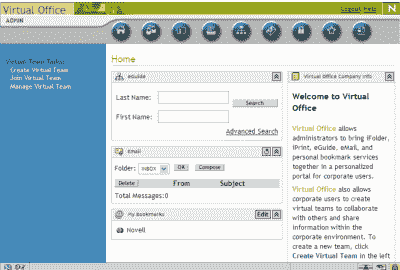 Virtual Office
ADMIN
Logout Help
N
Virtual Team Tasks:
Create Virtual Team
Join Virtual Team
Manage Virtual Team
Home
eGuide
Last Name:
Search
First Name:
Advanced Search
Email
Folder: INBOX OK Compose
Delete From Subject
Total Messages:0
My Bookmarks Edit
Novell
Virtual Office Company Info
Welcome to Virtual
Office
Virtual Office allows
administrators to bring iFolder,
iPrint, eGuide, eMail, and
personal bookmark services
together in a personalized
portal for corporate users.
Virtual Office also allows
corporate users to create
virtual teams to collaborate
with others and share
information within the
corporate environment. To
create a new team, click
Create Virtual Team in the left